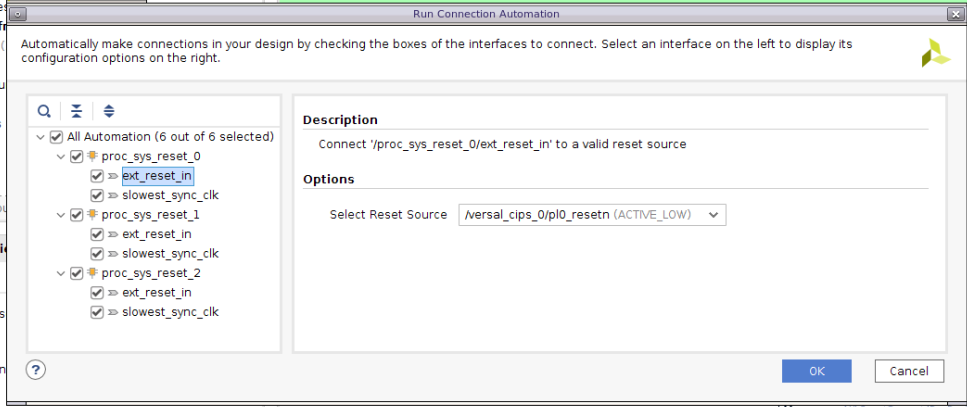 Run Connection Automation
Automatically make connections in your design by checking the boxes of the interfaces to connect. Select an interface on the left to display its
configuration options on the right.
All Automation (6 out of 6 selected)
proc_sys_reset_0
ext_reset_in
slowest_sync_clk
proc_sys_reset_1
ext_reset_in
slowest_sync_clk
proc_sys_reset_2
ext_reset_in
slowest_sync_clk
Description
Connect '/proc_sys_reset_0/ext_reset_in' to a valid reset source
Options
Select Reset Source /versal_cips_0/pl0_resetn (ACTIVE_LOW)
?
OK
Cancel